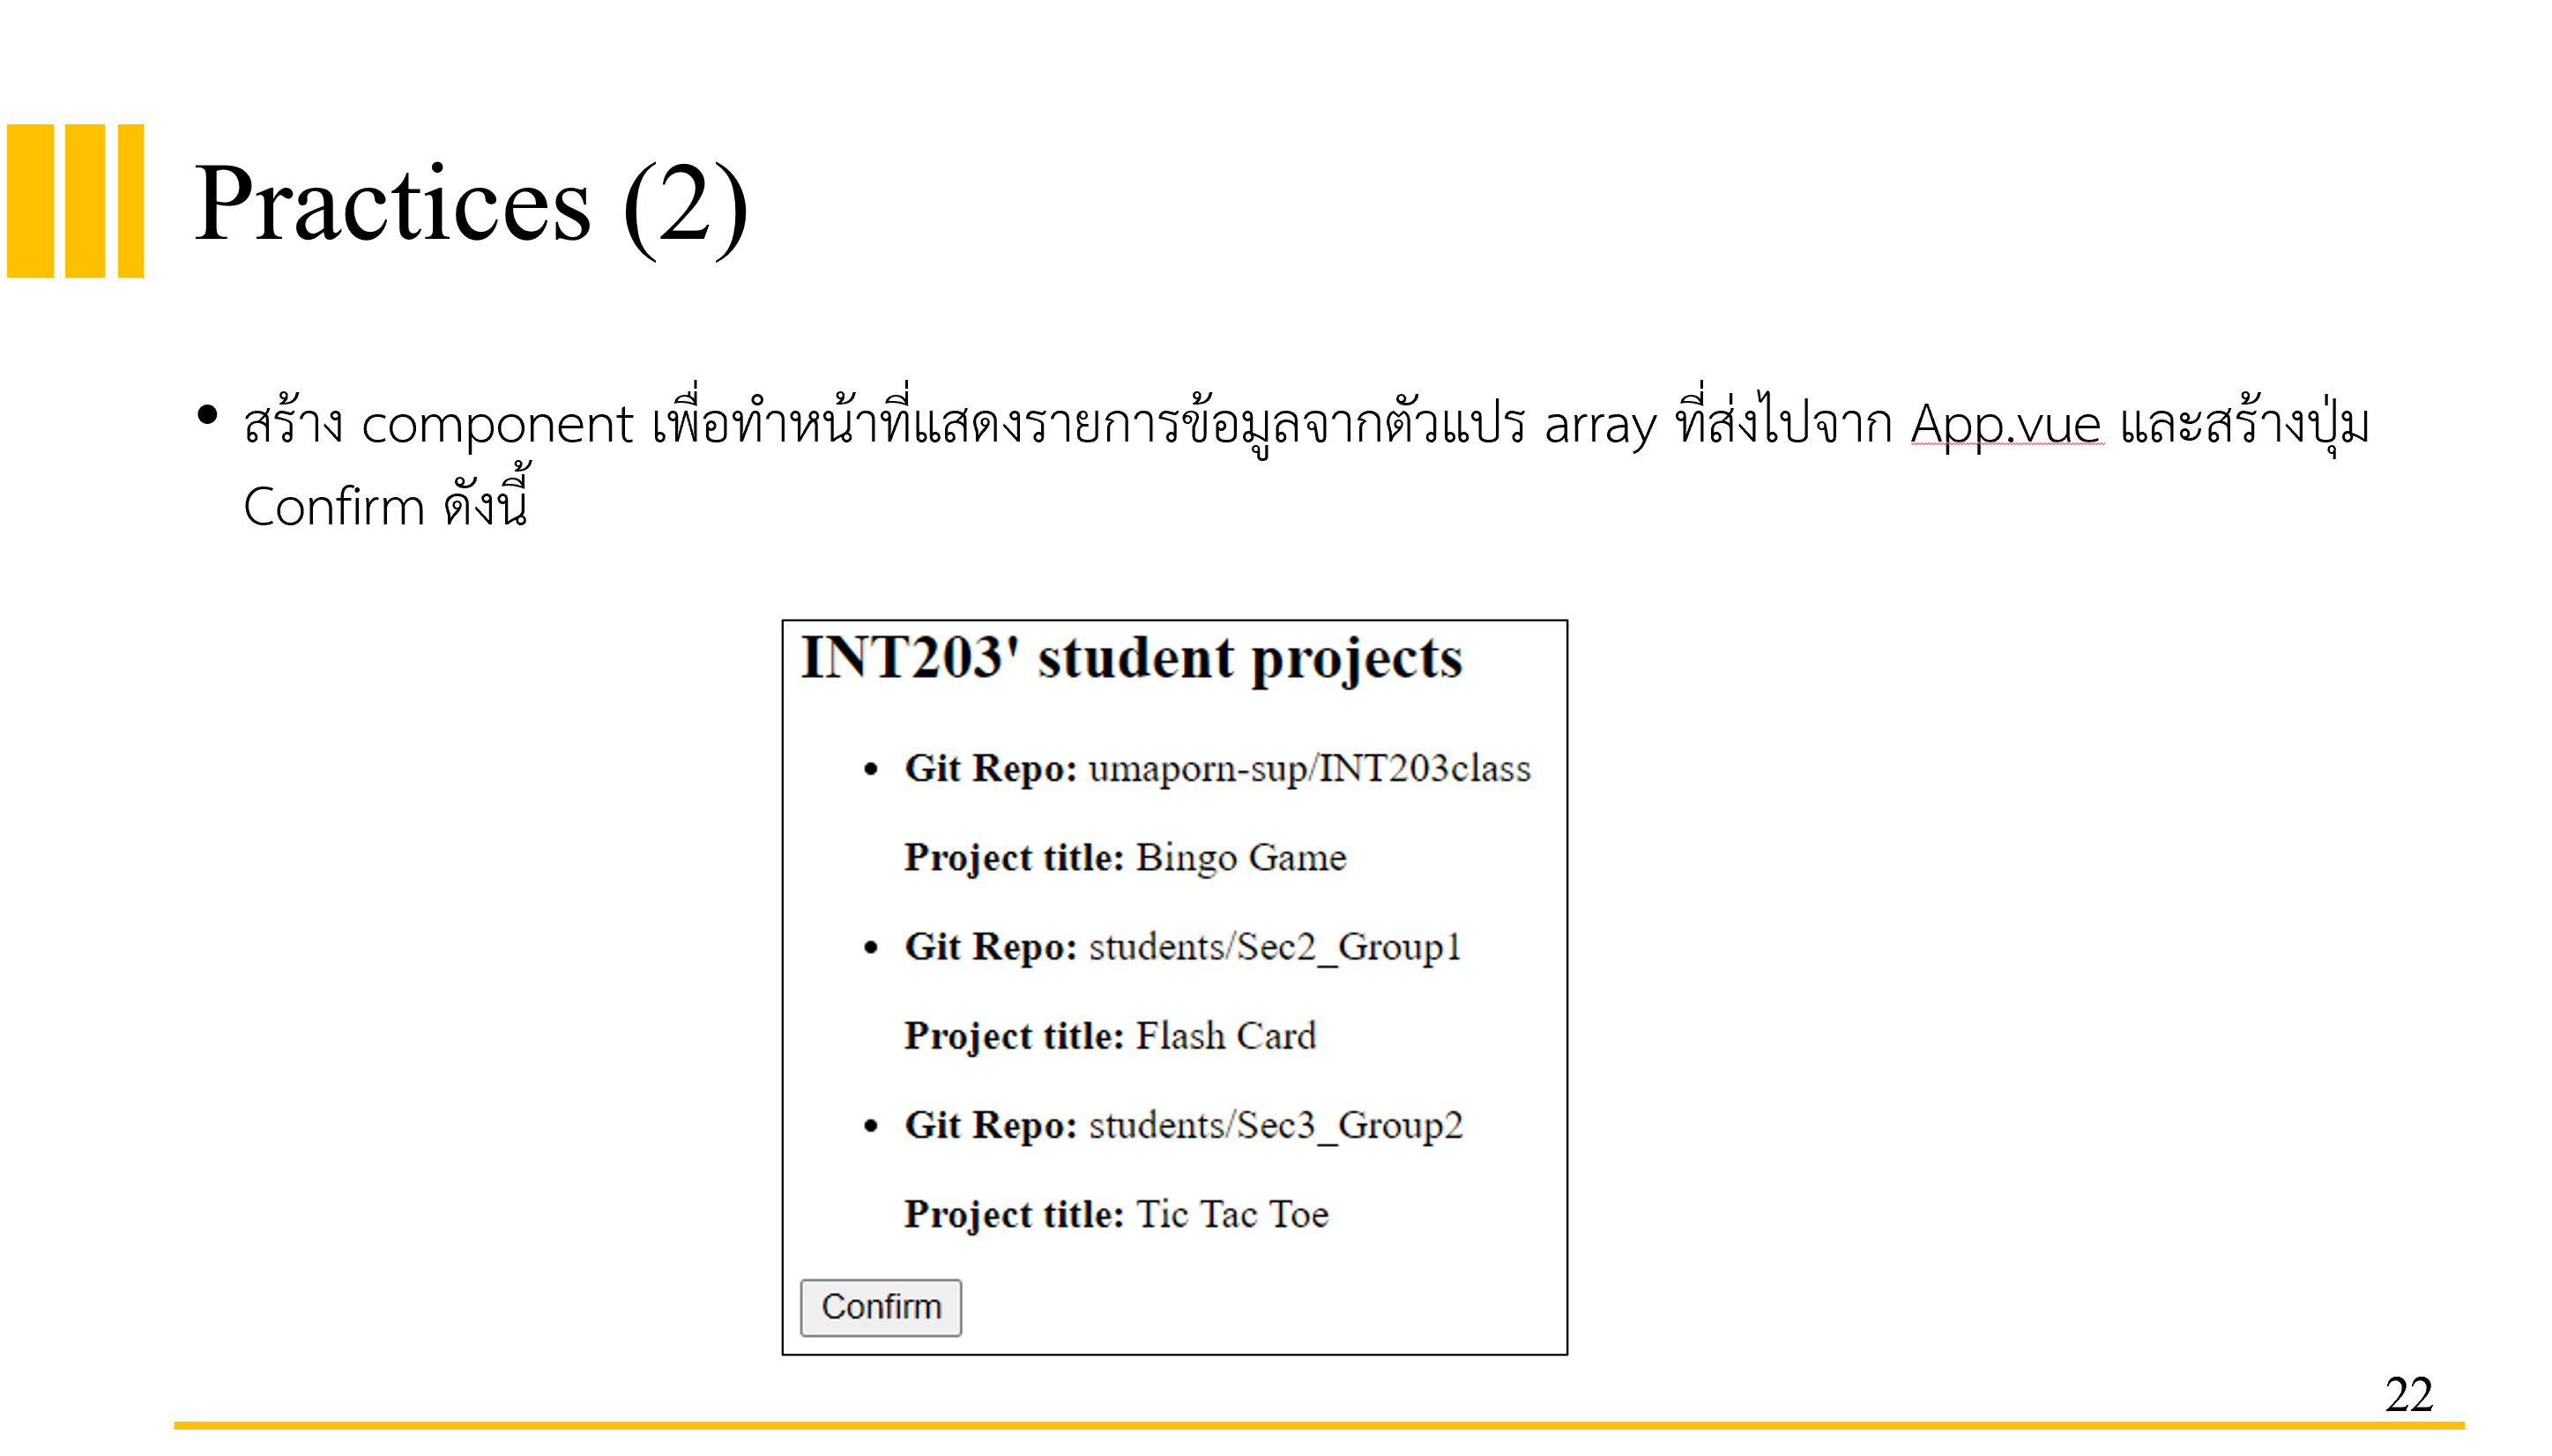 Practices (2)
• สร้าง component เพื่อทำหน้าที่แสดงรายการข้อมูลจากตัวแปร array ที่ส่งไปจาก App.vue และสร้างปุ่ม
Confirm ดังนี้
INT203' student projects
• Git Repo: umaporn-sup/INT203class
Project title: Bingo Game
• Git Repo: students/Sec2_Group1
Project title: Flash Card
• Git Repo: students/Sec3_Group2
Project title: Tic Tac Toe
Confirm
22